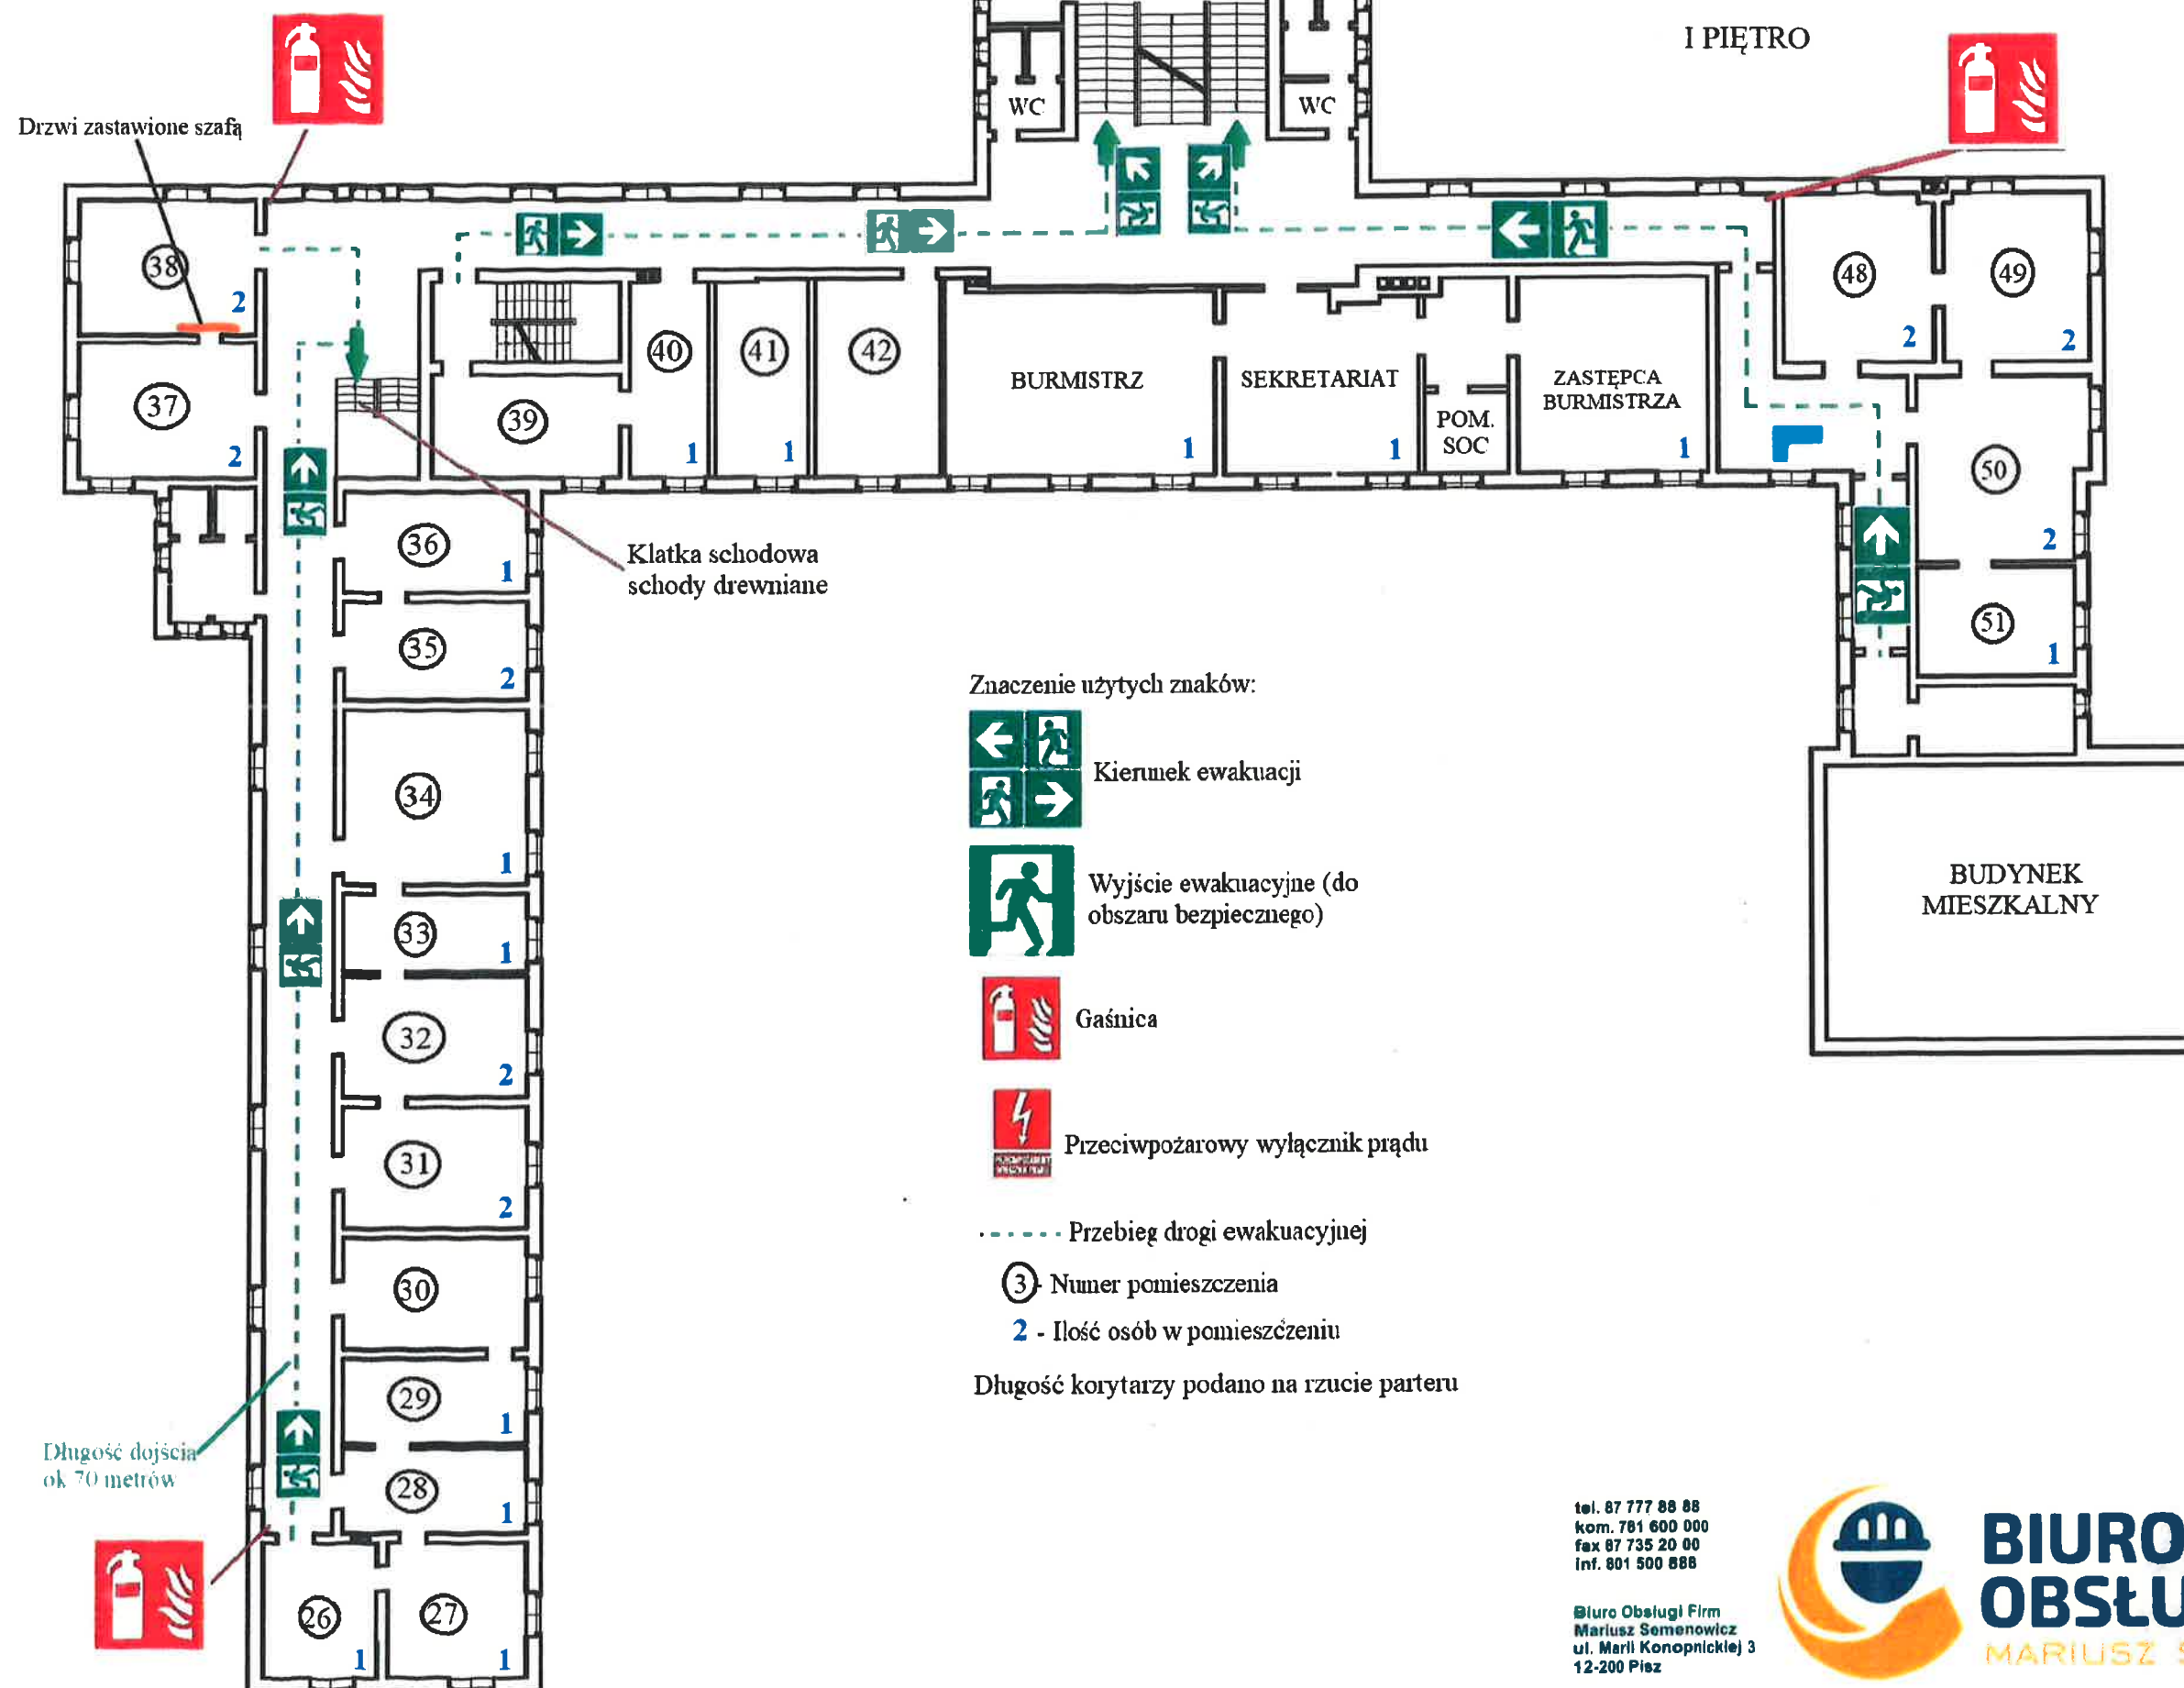 I PIĘTRO
Drzwi zastawione szafą
WC
WC
38
2
37
2
39
40
1
41
1
42
BURMISTRZ
1
SEKRETARIAT
1
POM.
SOC
ZASTĘPCA
BURMISTRZA
1
48
2
49
2
50
2
51
1
36
1
Klatka schodowa
schody drewniane
35
2
34
1
33
1
32
2
31
2
30
29
1
28
1
26
1
27
1
Długość dojścia
ok 70 metrów
Znaczenie użytych znaków:
Kierunek ewakuacji
Wyjście ewakuacyjne (do
obszaru bezpiecznego)
Gaśnica
Przeciwpożarowy wyłącznik prądu
Przebieg drogi ewakuacyjnej
3 - Numer pomieszczenia
2 - Ilość osób w pomieszczeniu
Długość korytarzy podano na rzucie parteru
BUDYNEK
MIESZKALNY
tel. 87 777 88 88
kom. 781 600 000
fax 87 735 20 00
inf. 801 500 888
Biuro Obsługi Firm
Mariusz Semenowicz
ul. Marii Konopnickiej 3
12-200 Pisz
BIURO
OBSŁU
MARIUSZ S